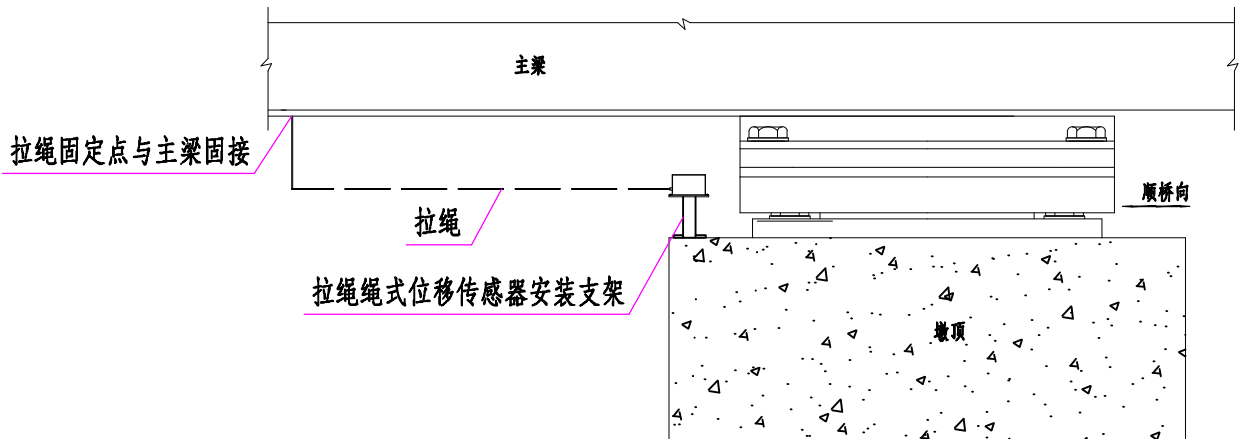 主梁
拉绳固定点与主梁固接
顺桥向
拉绳
拉绳绳式位移传感器安装支架
墩顶